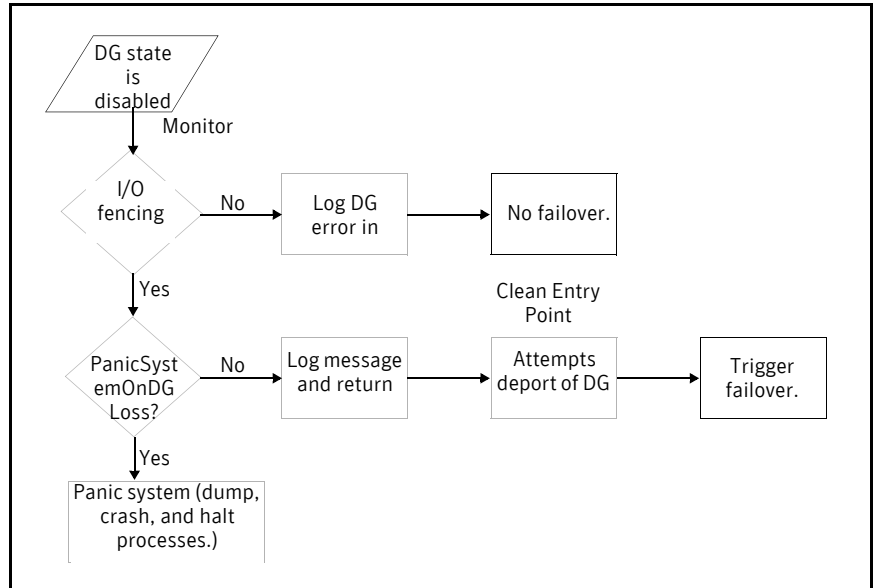 DG state
is
disabled
Monitor
I/O
fencing
No
Log DG
error in
No failover.
Yes
Clean Entry
Point
PanicSyst
emOnDG
Loss?
No
Log message
and return
Attempts
deport of DG
Trigger
failover.
Yes
Panic system (dump,
crash, and halt
processes.)